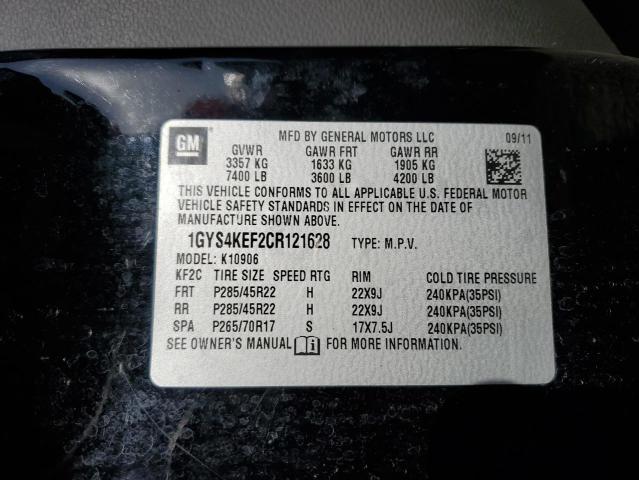 GM
MFD BY GENERAL MOTORS LLC 09/11
GVWR GAWR FRT GAWR RR
3357 KG 1633 KG 1905 KG
7400 LB 3600 LB 4200 LB
THIS VEHICLE CONFORMS TO ALL APPLICABLE U.S. FEDERAL MOTOR
VEHICLE SAFETY STANDARDS IN EFFECT ON THE DATE OF
MANUFACTURE SHOWN ABOVE.
1GYS4KEF2CR121628 TYPE: M.P.V.
MODEL: K10906
KF2C TIRE SIZE SPEED RTG RIM COLD TIRE PRESSURE
FRT P285/45R22 H 22X9J 240KPA(35PSI)
RR P285/45R22 H 22X9J 240KPA(35PSI)
SPA P265/70R17 S 17X7.5J 240KPA(35PSI)
SEE OWNER'S MANUAL i FOR MORE INFORMATION.